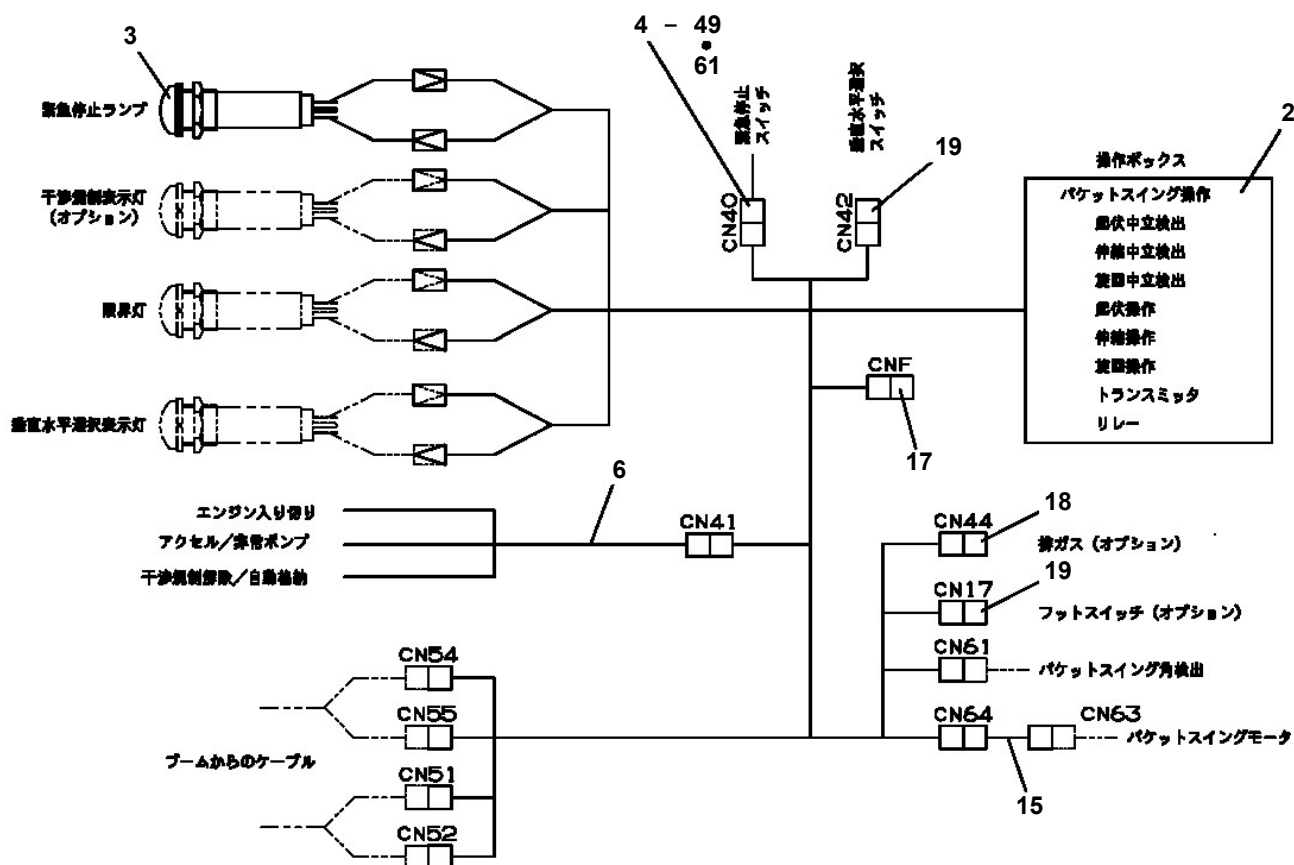 3
緊急停止ランプ
干渉規制表示灯
(オプション)
限界灯
垂直水平選択表示灯
4 - 49
61
緊急停止
スイッチ
垂直水平選択
スイッチ
CN40
CN42
19
2
操作ボックス
バケットスイング操作
起伏中立検出
伸縮中立検出
旋回中立検出
起伏操作
伸縮操作
旋回操作
トランスミッタ
リレー
CNF
17
エンジン入り切り
アクセル/非常ポンプ
干渉規制解除/自動格納
6
CN41
CN44
18
排ガス (オプション)
CN17
19
フットスイッチ (オプション)
CN61
バケットスイング角検出
CN64
CN63
バケットスイングモータ
15
CN54
CN55
ブームからのケーブル
CN51
CN52